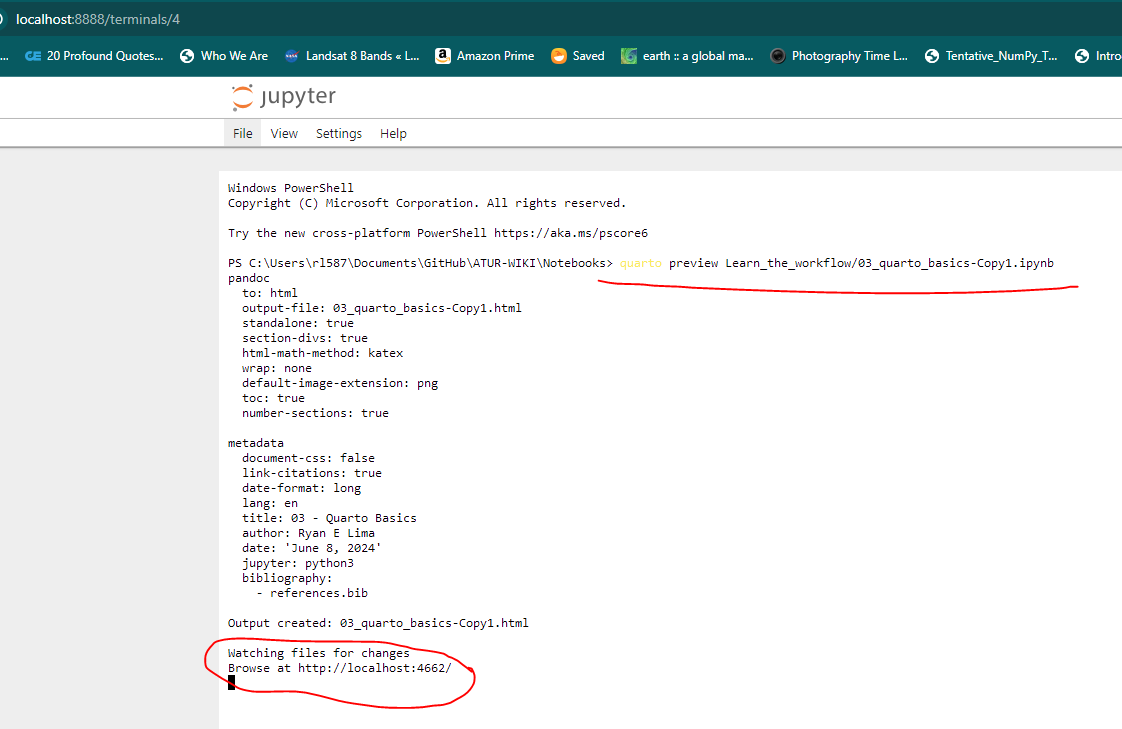 localhost:8888/terminals/4
... CE 20 Profound Quotes... Who We Are Landsat 8 Bands « L... a Amazon Prime Saved earth :: a global ma... Photography Time L... Tentative_NumPy_T... Intro
jupyter
File View Settings Help
Windows PowerShell
Copyright (C) Microsoft Corporation. All rights reserved.
Try the new cross-platform PowerShell https://aka.ms/pscore6
PS C:\Users\rl587\Documents\GitHub\ATUR-WIKI\Notebooks> quarto preview Learn_the_workflow/03_quarto_basics-Copy1.ipynb
pandoc
  to: html
  output-file: 03_quarto_basics-Copy1.html
  standalone: true
  section-divs: true
  html-math-method: katex
  wrap: none
  default-image-extension: png
  toc: true
  number-sections: true
metadata
  document-css: false
  link-citations: true
  date-format: long
  lang: en
  title: 03 - Quarto Basics
  author: Ryan E Lima
  date: 'June 8, 2024'
  jupyter: python3
  bibliography:
    - references.bib
Output created: 03_quarto_basics-Copy1.html
Watching files for changes
Browse at http://localhost:4662/